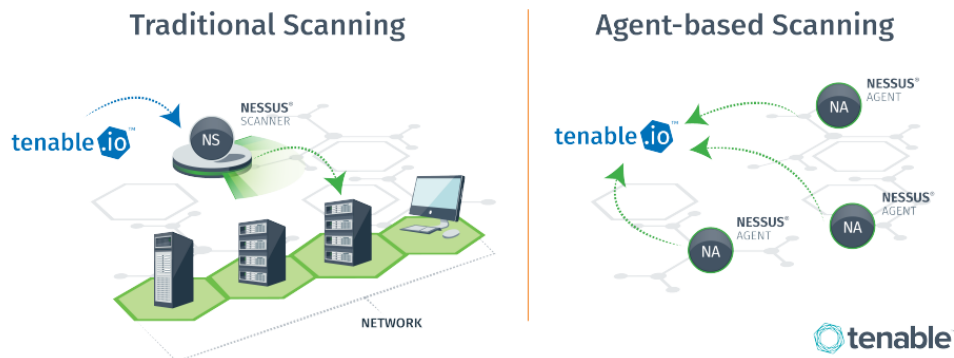 Traditional Scanning
tenable.io™
NESSUS®
SCANNER
NS
NETWORK
Agent-based Scanning
tenable.io™
NESSUS®
AGENT
NA
NESSUS®
AGENT
NA
NESSUS®
AGENT
NA
tenable